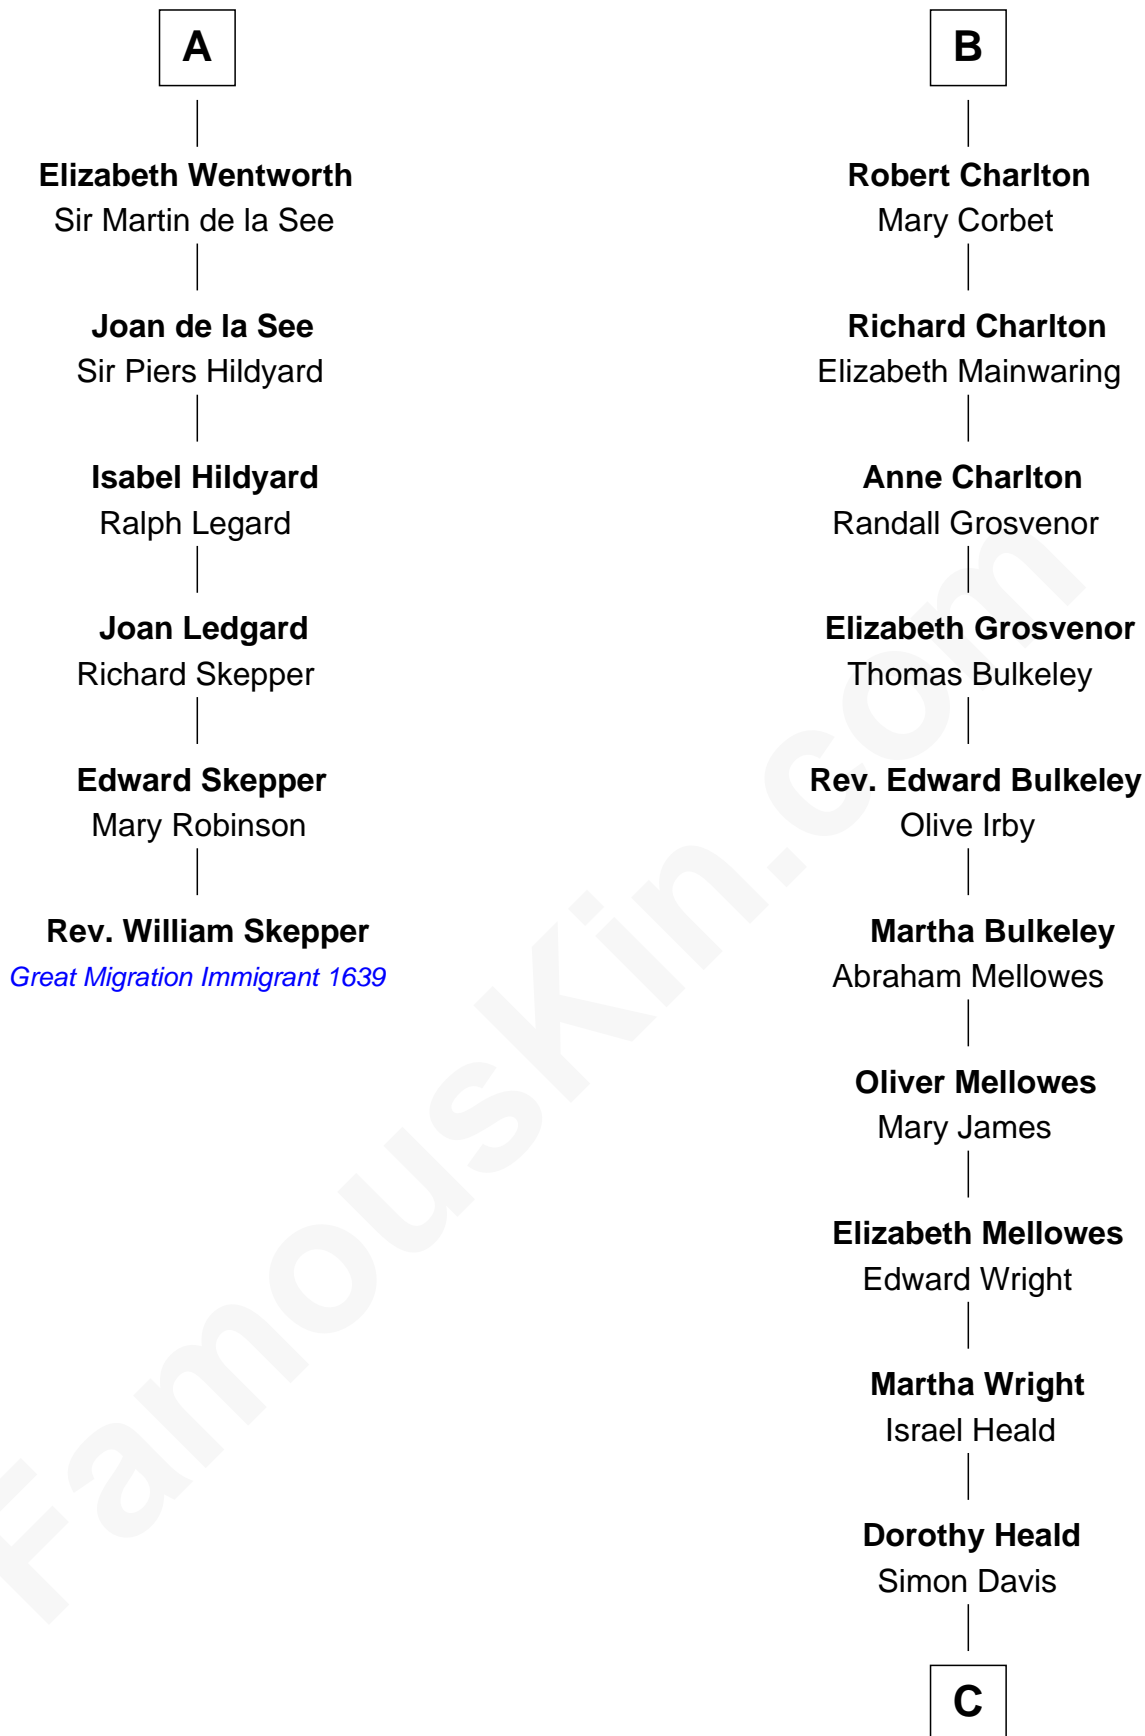 A
Elizabeth Wentworth
Sir Martin de la See
Joan de la See
Sir Piers Hildyard
Isabel Hildyard
Ralph Legard
Joan Ledgard
Richard Skepper
Edward Skepper
Mary Robinson
Rev. William Skepper
Great Migration Immigrant 1639
B
Robert Charlton
Mary Corbet
Richard Charlton
Elizabeth Mainwaring
Anne Charlton
Randall Grosvenor
Elizabeth Grosvenor
Thomas Bulkeley
Rev. Edward Bulkeley
Olive Irby
Martha Bulkeley
Abraham Mellowes
Oliver Mellowes
Mary James
Elizabeth Mellowes
Edward Wright
Martha Wright
Israel Heald
Dorothy Heald
Simon Davis
C
FamousKin.com